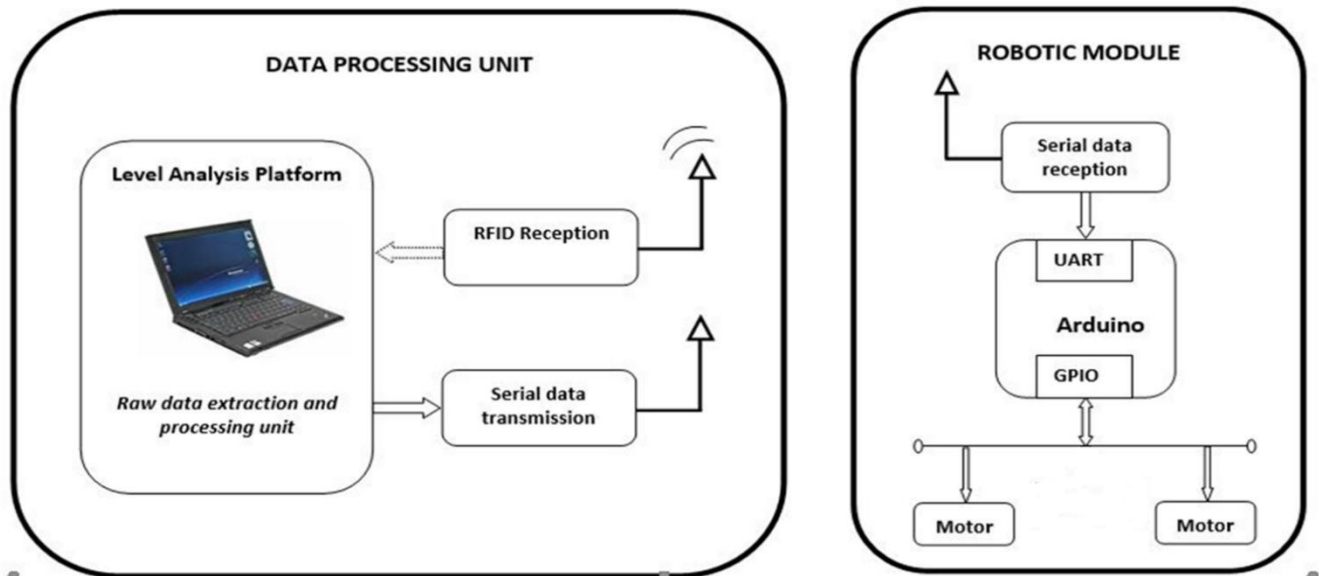 DATA PROCESSING UNIT
Level Analysis Platform
Raw data extraction and
processing unit
RFID Reception
Serial data
transmission
ROBOTIC MODULE
Serial data
reception
UART
Arduino
GPIO
Motor
Motor